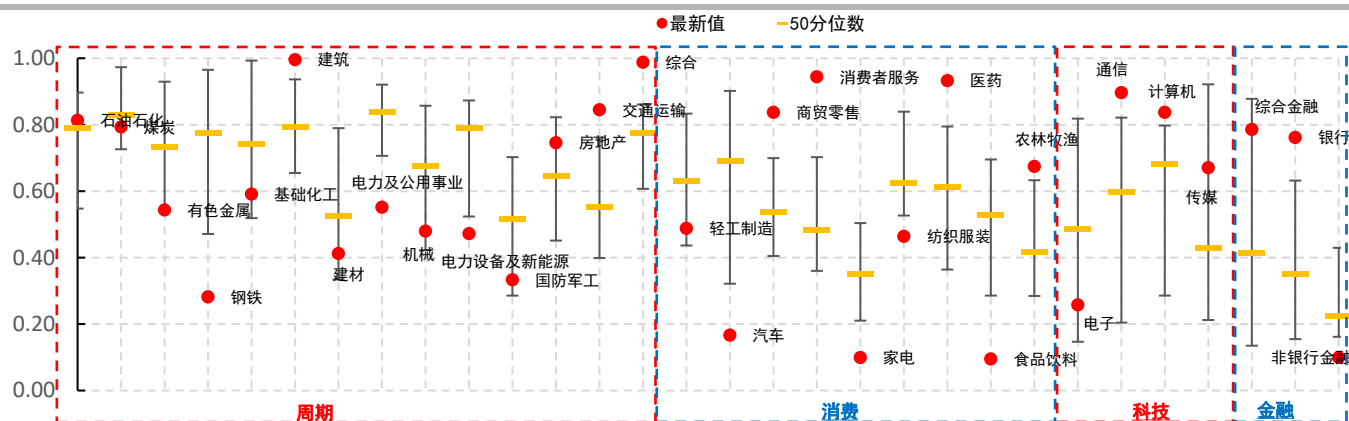 最新值 50分位数
1.00
0.80
0.60
0.40
0.20
0.00
石油石化
煤炭
有色金属
钢铁
基础化工
建筑
建材
电力及公用事业
机械
电力设备及新能源
国防军工
房地产
交通运输
综合
轻工制造
汽车
商贸零售
消费者服务
家电
纺织服装
医药
食品饮料
农林牧渔
电子
通信
计算机
传媒
综合金融
银行
非银行金融
周期 消费 科技 金融